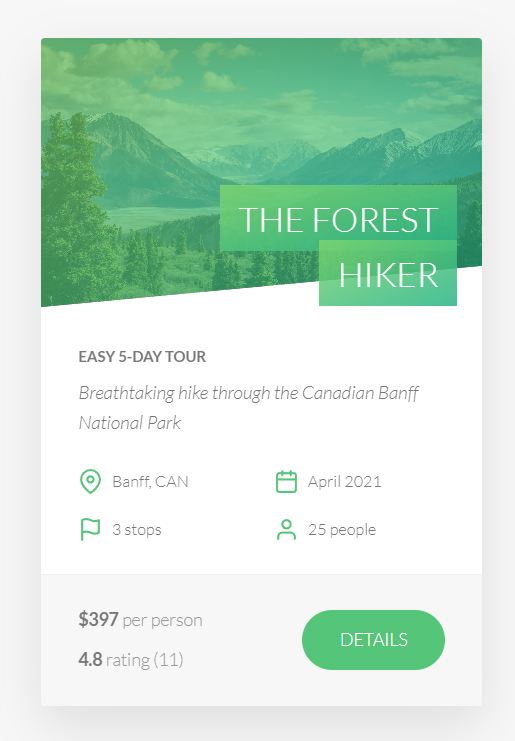 THE FOREST
HIKER
EASY 5-DAY TOUR
Breathtaking hike through the Canadian Banff
National Park
Banff, CAN
April 2021
3 stops
25 people
$397 per person
4.8 rating (11)
DETAILS